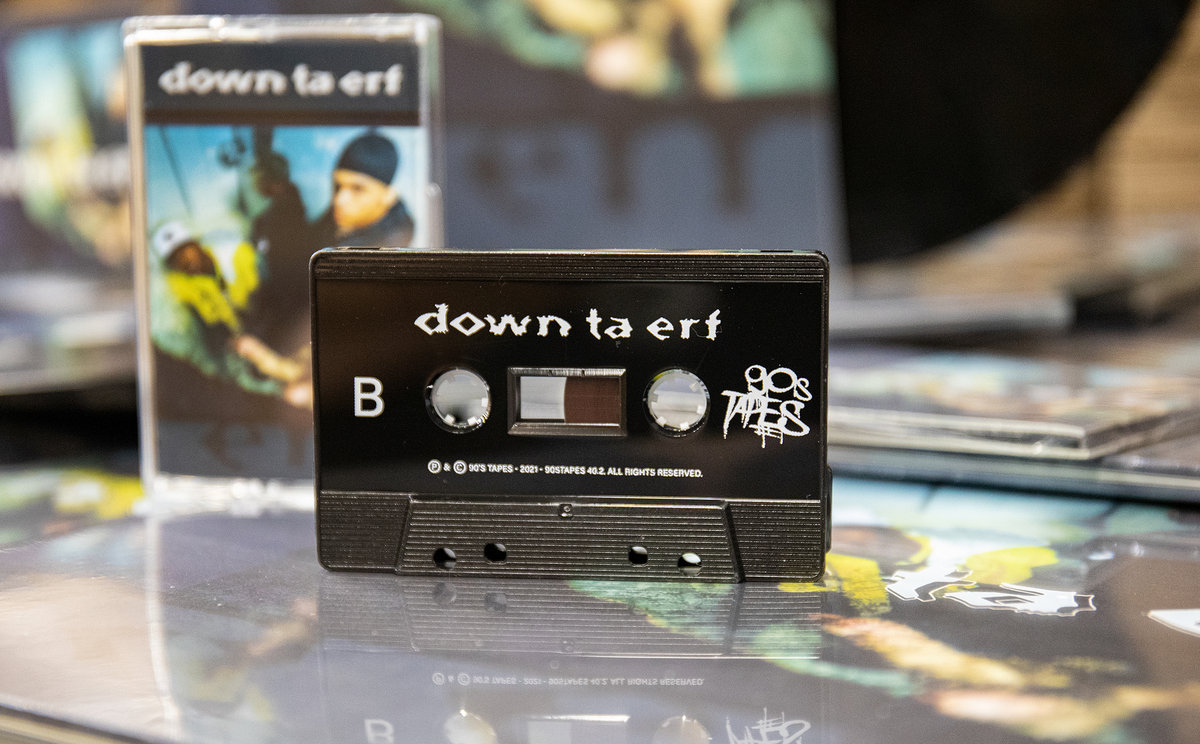 down ta erf
down ta erf
B
90s
TAPES
Ⓟ & © 90'S TAPES - 2021 - 90STAPES 40.2. ALL RIGHTS RESERVED.